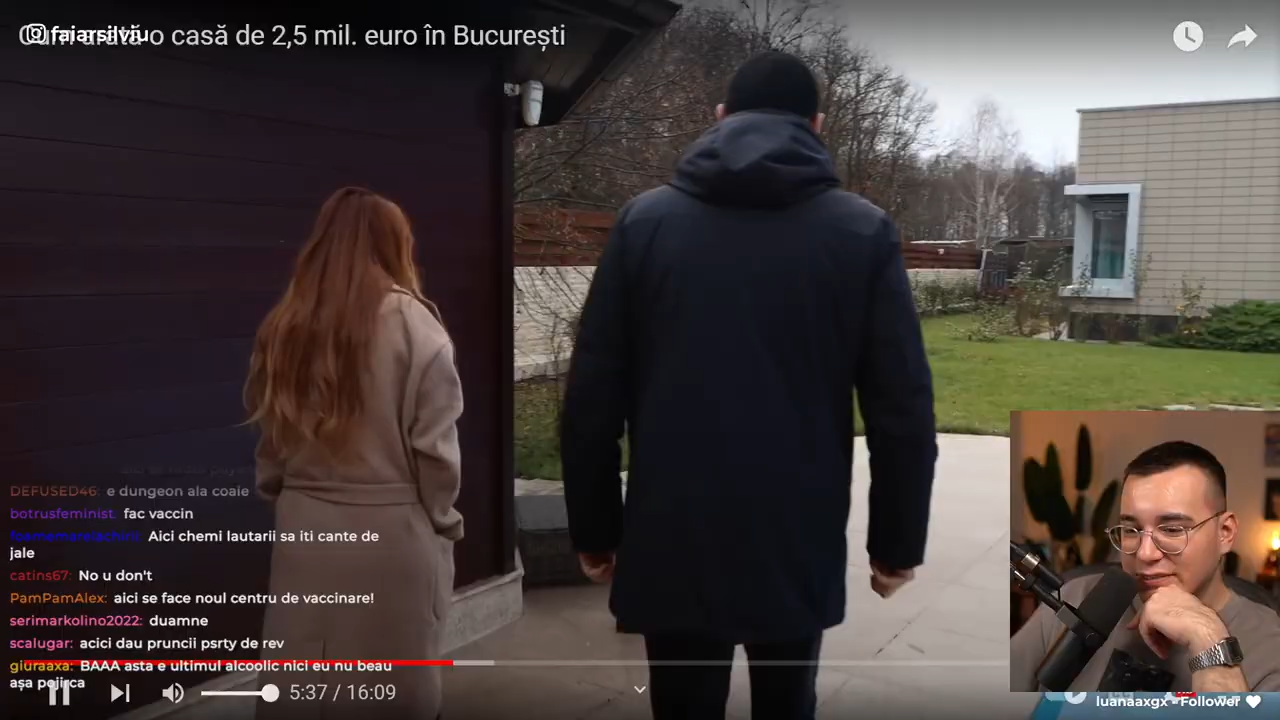 faiarsilviu
o casă de 2,5 mil. euro în București
DEFUSED46: e dungeon ala coaie
botrusfeminist: fac vaccin
Aici chemi lautarii sa iti cante de
jale
catins67: No u don't
PamPamAlex: aici se face noul centru de vaccinare!
serimarkolino2022: duamne
scalugar: acici dau pruncii psrty de rev
giuraaxa: BAAA asta e ultimul alcoolic nici eu nu beau
așa
5:37 / 16:09
luanaaxgx - Follower